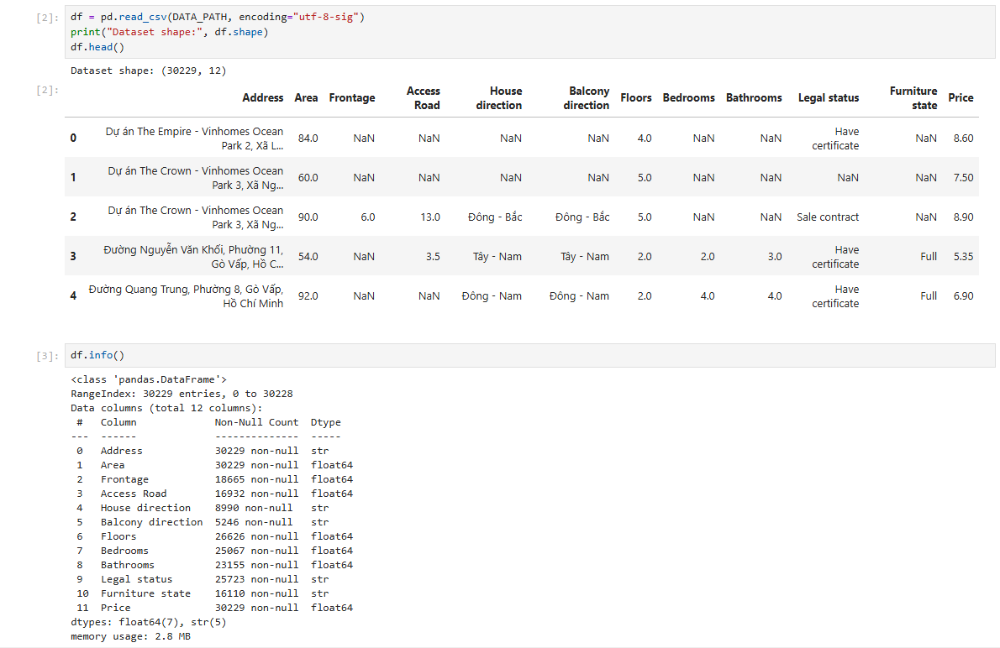 [2]: df = pd.read_csv(DATA_PATH, encoding="utf-8-sig")
print("Dataset shape:", df.shape)
df.head()
Dataset shape: (30229, 12)
[2]:
Address Area Frontage Access Road House direction Balcony direction Floors Bedrooms Bathrooms Legal status Furniture state Price
0 Dự án The Empire - Vinhomes Ocean Park 2, Xã L... 84.0 NaN NaN NaN NaN 4.0 NaN NaN Have certificate NaN 8.60
1 Dự án The Crown - Vinhomes Ocean Park 3, Xã Ng... 60.0 NaN NaN NaN NaN 5.0 NaN NaN NaN NaN 7.50
2 Dự án The Crown - Vinhomes Ocean Park 3, Xã Ng... 90.0 6.0 13.0 Đông - Bắc Đông - Bắc 5.0 NaN NaN Sale contract NaN 8.90
3 Đường Nguyễn Văn Khối, Phường 11, Gò Vấp, Hồ C... 54.0 NaN 3.5 Tây - Nam Tây - Nam 2.0 2.0 3.0 Have certificate Full 5.35
4 Đường Quang Trung, Phường 8, Gò Vấp, Hồ Chí Minh 92.0 NaN NaN Đông - Nam Đông - Nam 2.0 4.0 4.0 Have certificate Full 6.90
[3]: df.info()
<class 'pandas.DataFrame'>
RangeIndex: 30229 entries, 0 to 30228
Data columns (total 12 columns):
#   Column             Non-Null Count  Dtype
---  ------             --------------  -----
0   Address            30229 non-null  str
1   Area               30229 non-null  float64
2   Frontage           18665 non-null  float64
3   Access Road        16932 non-null  float64
4   House direction    8990 non-null   str
5   Balcony direction  5246 non-null   str
6   Floors             26626 non-null  float64
7   Bedrooms           25067 non-null  float64
8   Bathrooms          23155 non-null  float64
9   Legal status       25723 non-null  str
10  Furniture state    16110 non-null  str
11  Price              30229 non-null  float64
dtypes: float64(7), str(5)
memory usage: 2.8 MB